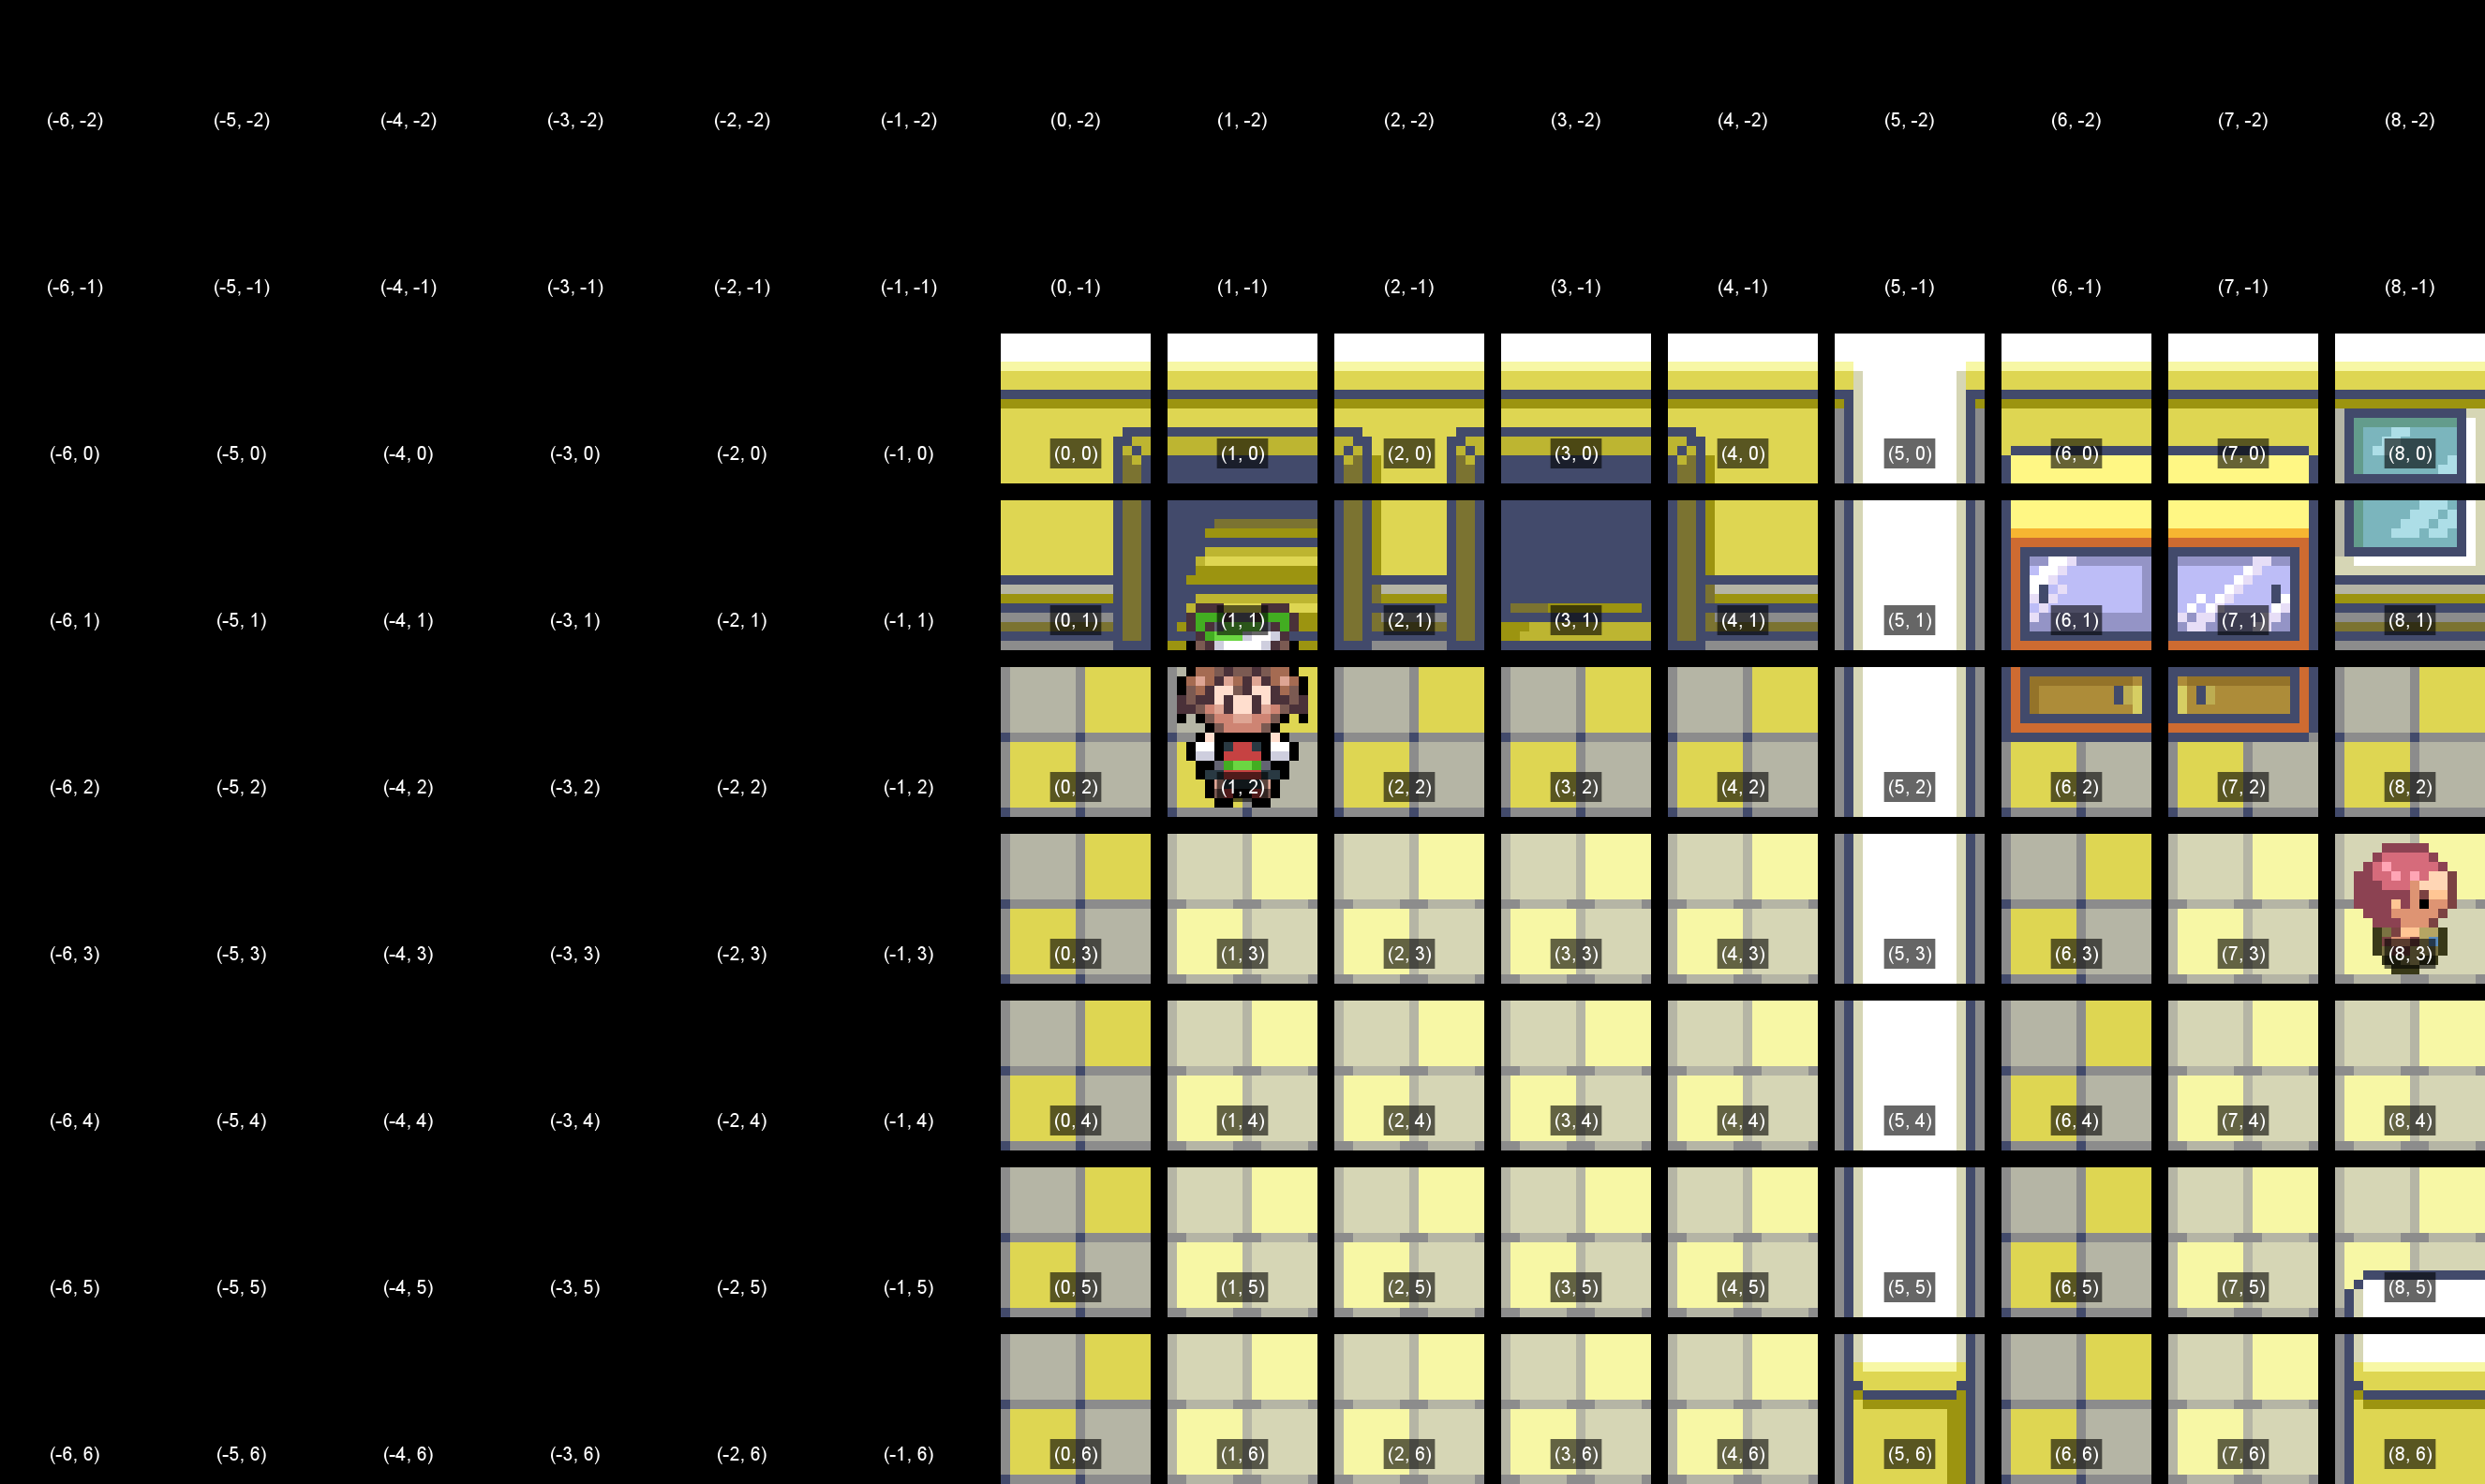 (-6, -2) (-5, -2) (-4, -2) (-3, -2) (-2, -2) (-1, -2) (0, -2) (1, -2) (2, -2) (3, -2) (4, -2) (5, -2) (6, -2) (7, -2) (8, -2)
(-6, -1) (-5, -1) (-4, -1) (-3, -1) (-2, -1) (-1, -1) (0, -1) (1, -1) (2, -1) (3, -1) (4, -1) (5, -1) (6, -1) (7, -1) (8, -1)
(-6, 0) (-5, 0) (-4, 0) (-3, 0) (-2, 0) (-1, 0) (0, 0) (1, 0) (2, 0) (3, 0) (4, 0) (5, 0) (6, 0) (7, 0) (8, 0)
(-6, 1) (-5, 1) (-4, 1) (-3, 1) (-2, 1) (-1, 1) (0, 1) (1, 1) (2, 1) (3, 1) (4, 1) (5, 1) (6, 1) (7, 1) (8, 1)
(-6, 2) (-5, 2) (-4, 2) (-3, 2) (-2, 2) (-1, 2) (0, 2) (1, 2) (2, 2) (3, 2) (4, 2) (5, 2) (6, 2) (7, 2) (8, 2)
(-6, 3) (-5, 3) (-4, 3) (-3, 3) (-2, 3) (-1, 3) (0, 3) (1, 3) (2, 3) (3, 3) (4, 3) (5, 3) (6, 3) (7, 3) (8, 3)
(-6, 4) (-5, 4) (-4, 4) (-3, 4) (-2, 4) (-1, 4) (0, 4) (1, 4) (2, 4) (3, 4) (4, 4) (5, 4) (6, 4) (7, 4) (8, 4)
(-6, 5) (-5, 5) (-4, 5) (-3, 5) (-2, 5) (-1, 5) (0, 5) (1, 5) (2, 5) (3, 5) (4, 5) (5, 5) (6, 5) (7, 5) (8, 5)
(-6, 6) (-5, 6) (-4, 6) (-3, 6) (-2, 6) (-1, 6) (0, 6) (1, 6) (2, 6) (3, 6) (4, 6) (5, 6) (6, 6) (7, 6) (8, 6)